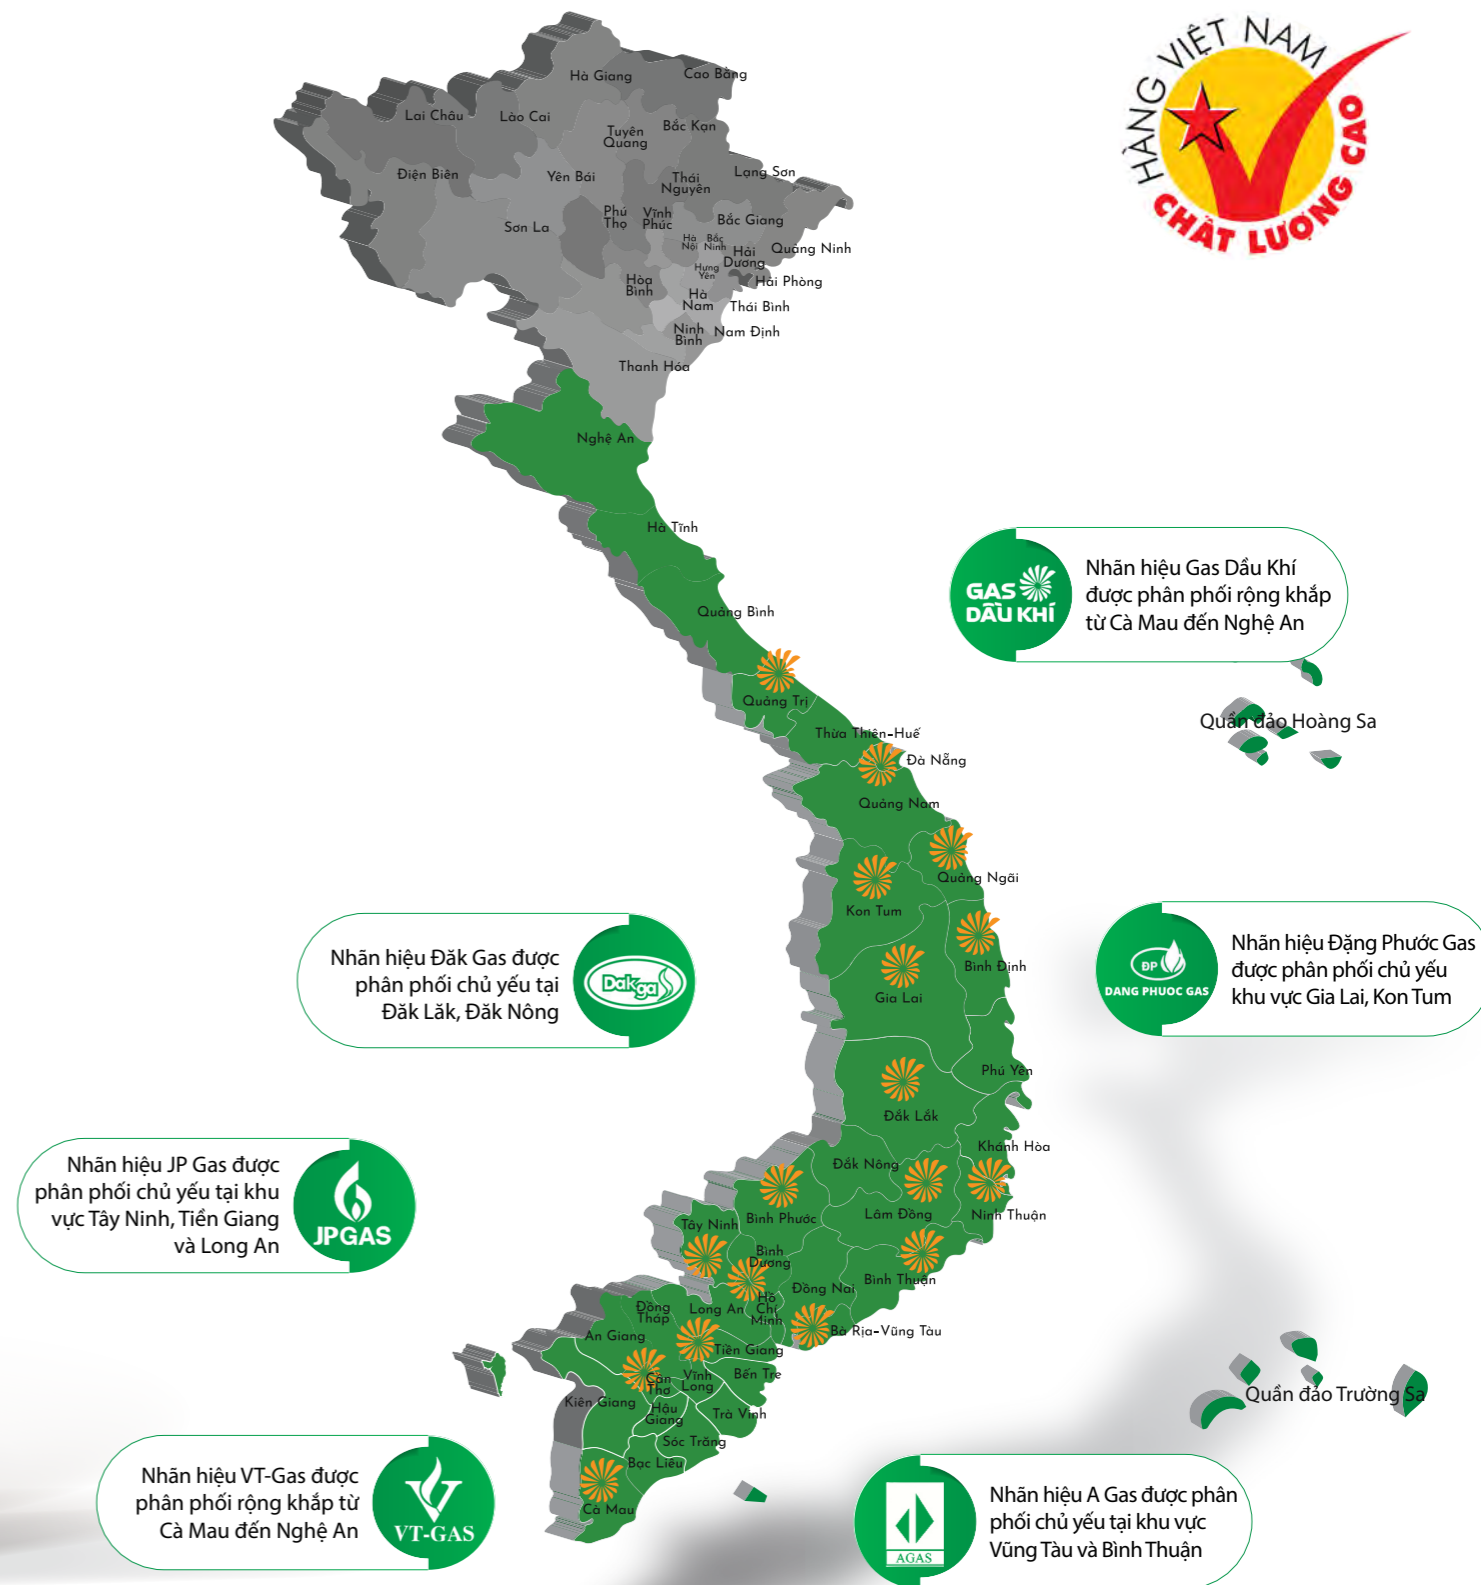 HÀNG VIỆT NAM
CHẤT LƯỢNG CAO
Hà Giang
Cao Bằng
Lai Châu
Lào Cai
Tuyên
Quang
Bắc Kạn
Điện Biên
Yên Bái
Thái
Nguyên
Lạng Sơn
Sơn La
Phú
Thọ
Vĩnh
Phúc
Bắc Giang
Hà
Nội
Bắc
Ninh
Hải
Dương
Quảng Ninh
Hưng
Yên
Hòa
Bình
Hải Phòng
Hà
Nam
Thái Bình
Ninh
Bình
Nam Định
Thanh Hóa
Nghệ An
Hà Tĩnh
Quảng Bình
GAS
DẦU KHÍ
Nhãn hiệu Gas Dầu Khí
được phân phối rộng khắp
từ Cà Mau đến Nghệ An
Quảng Trị
Quần đảo Hoàng Sa
Thừa Thiên-Huế
Đà Nẵng
Quảng Nam
Quảng Ngãi
Kon Tum
Bình Định
Gia Lai
Nhãn hiệu Đăk Gas được
phân phối chủ yếu tại
Đăk Lăk, Đăk Nông
Dakgas
ĐP
DANG PHUOC GAS
Nhãn hiệu Đặng Phước Gas
được phân phối chủ yếu
khu vực Gia Lai, Kon Tum
Phú Yên
Đắk Lắk
Khánh Hòa
Đắk Nông
Nhãn hiệu JP Gas được
phân phối chủ yếu tại khu
vực Tây Ninh, Tiền Giang
và Long An
JPGAS
Tây Ninh
Bình Phước
Lâm Đồng
Ninh Thuận
Bình
Dương
Bình Thuận
Đồng Nai
Hồ
Chí
Minh
Đồng
Tháp
Long An
Bà Rịa-Vũng Tàu
An Giang
Tiền Giang
Cần
Thơ
Vĩnh
Long
Bến Tre
Kiên Giang
Hậu
Giang
Trà Vinh
Sóc Trăng
Bạc Liêu
Cà Mau
Quần đảo Trường Sa
Nhãn hiệu VT-Gas được
phân phối rộng khắp từ
Cà Mau đến Nghệ An
VT-GAS
AGAS
Nhãn hiệu A Gas được phân
phối chủ yếu tại khu vực
Vũng Tàu và Bình Thuận